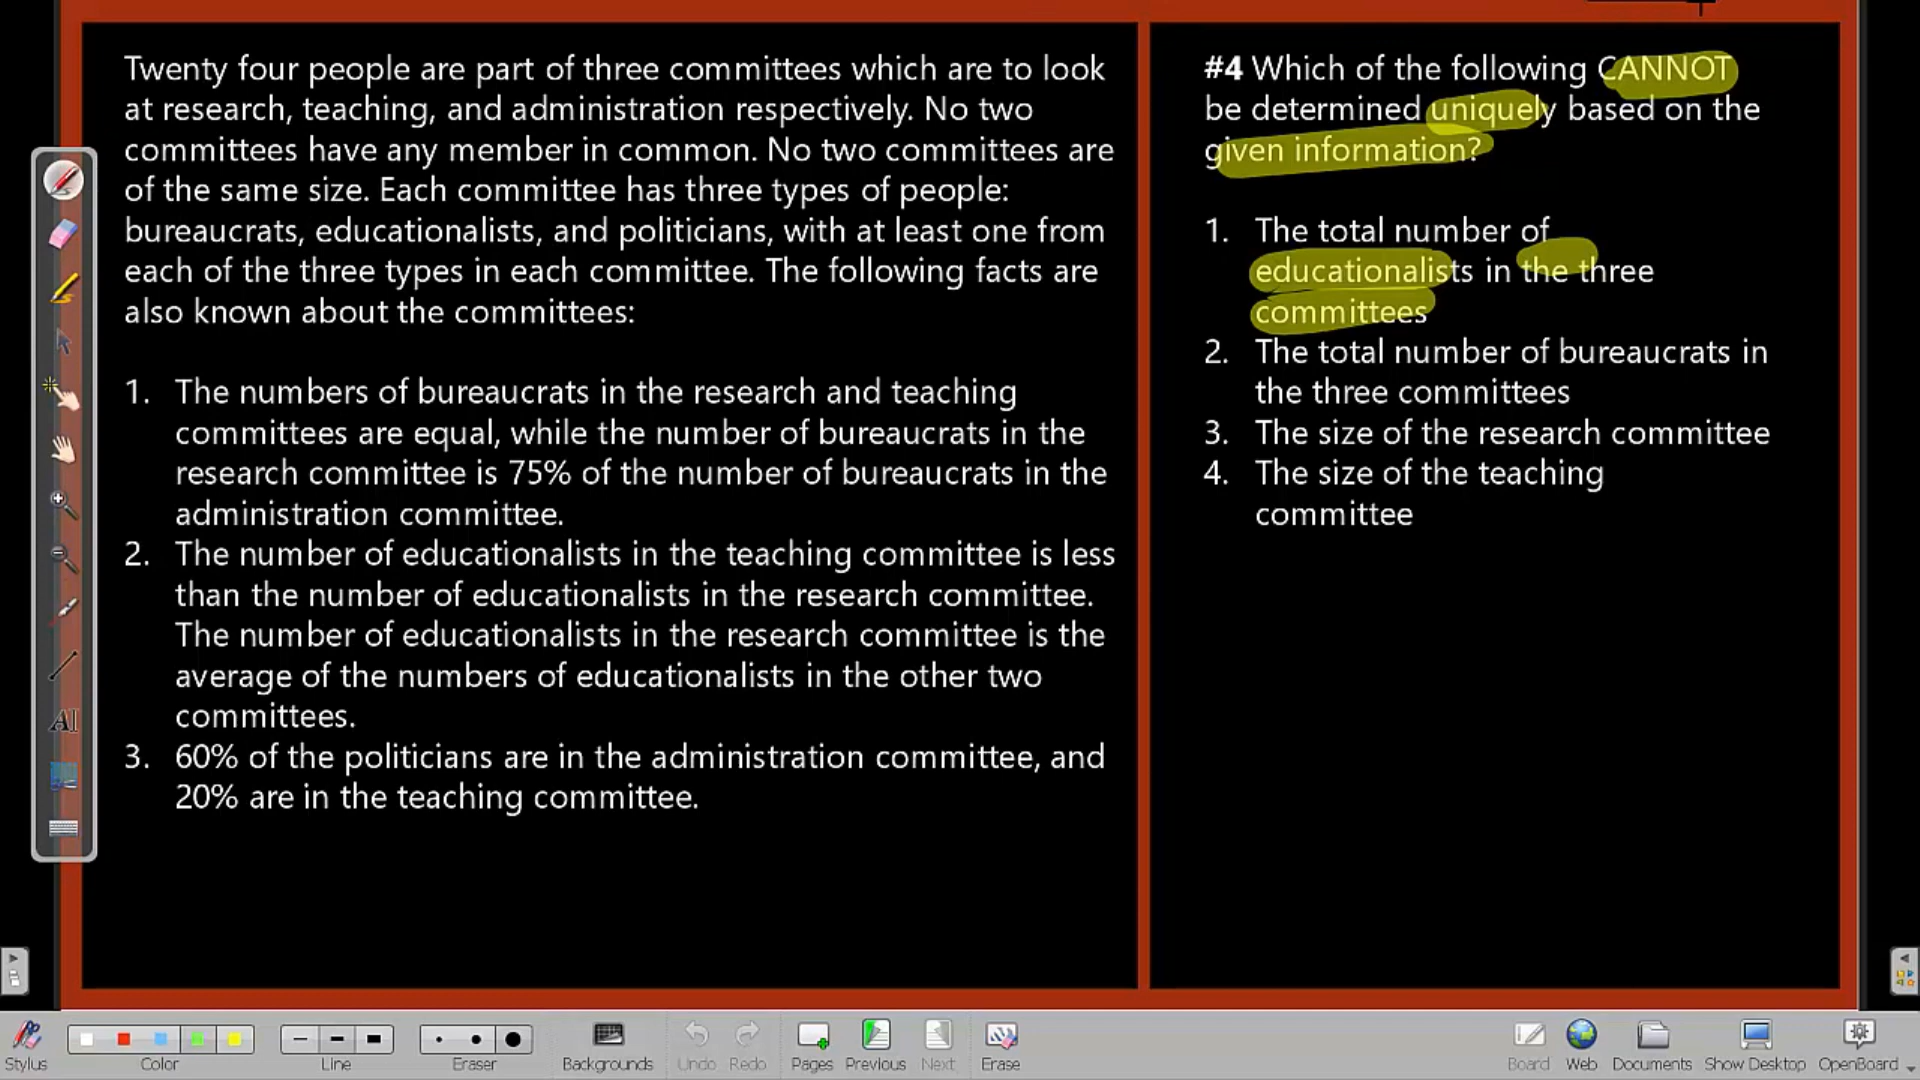 Twenty four people are part of three committees which are to look
at research, teaching, and administration respectively. No two
committees have any member in common. No two committees are
of the same size. Each committee has three types of people:
bureaucrats, educationalists, and politicians, with at least one from
each of the three types in each committee. The following facts are
also known about the committees:
1. The numbers of bureaucrats in the research and teaching
committees are equal, while the number of bureaucrats in the
research committee is 75% of the number of bureaucrats in the
administration committee.
2. The number of educationalists in the teaching committee is less
than the number of educationalists in the research committee.
The number of educationalists in the research committee is the
average of the numbers of educationalists in the other two
committees.
3. 60% of the politicians are in the administration committee, and
20% are in the teaching committee.
#4 Which of the following CANNOT
be determined uniquely based on the
given information?
1. The total number of
educationalists in the three
committees
2. The total number of bureaucrats in
the three committees
3. The size of the research committee
4. The size of the teaching
committee
AI
Stylus
Color
Line
Eraser
Backgrounds
Undo
Redo
Pages
Previous
Next
Erase
Board
Web
Documents
Show Desktop
OpenBoard